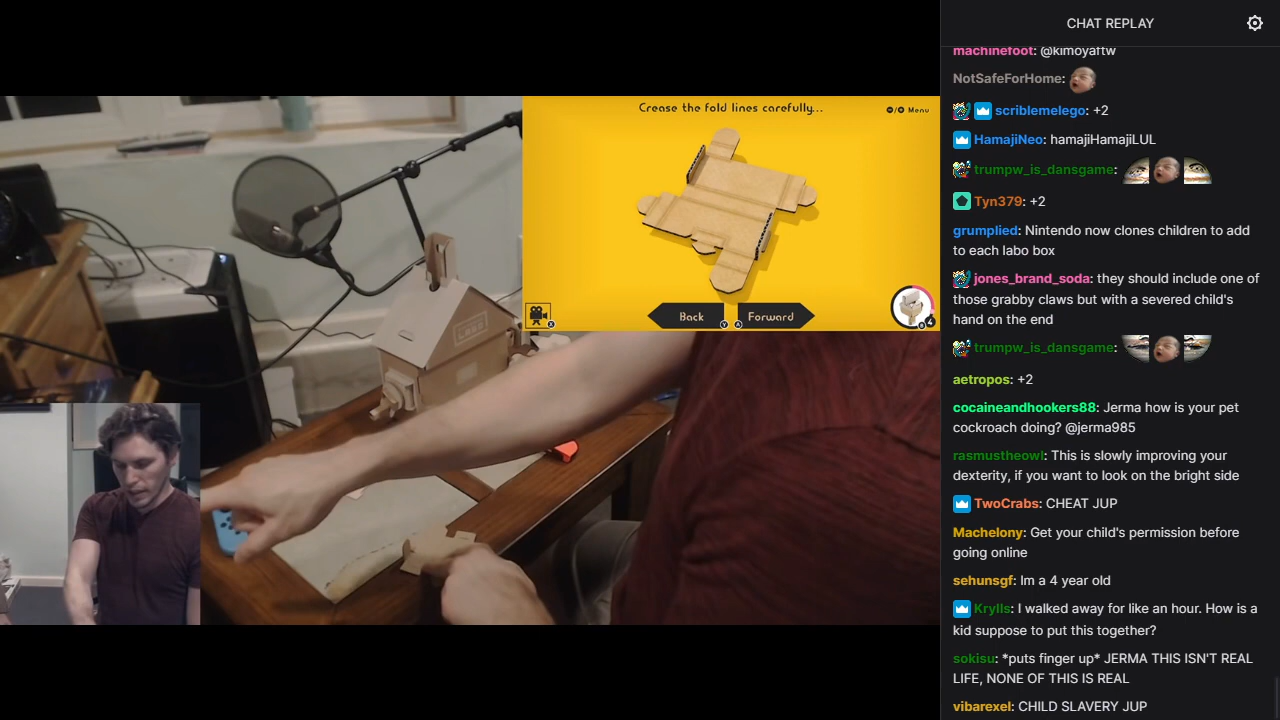 CHAT REPLAY
machinefoot: @kimoyaftw
NotSafeForHome:
scriblemelego: +2
HamajiNeo: hamajiHamajiLUL
trumpw_is_dansgame:
Tyn379: +2
grumplied: Nintendo now clones children to add
to each labo box
jones_brand_soda: they should include one of
those grabby claws but with a severed child's
hand on the end
trumpw_is_dansgame:
aetropos: +2
cocaineandhookers88: Jerma how is your pet
cockroach doing? @jerma985
rasmustheowl: This is slowly improving your
dexterity, if you want to look on the bright side
TwoCrabs: CHEAT JUP
Machelony: Get your child's permission before
going online
sehunsgf: Im a 4 year old
Krylls: I walked away for like an hour. How is a
kid suppose to put this together?
sokisu: *puts finger up* JERMA THIS ISN'T REAL
LIFE, NONE OF THIS IS REAL
vibarexel: CHILD SLAVERY JUP
Crease the fold lines carefully...
Menu
Back
Forward
X
Y
A